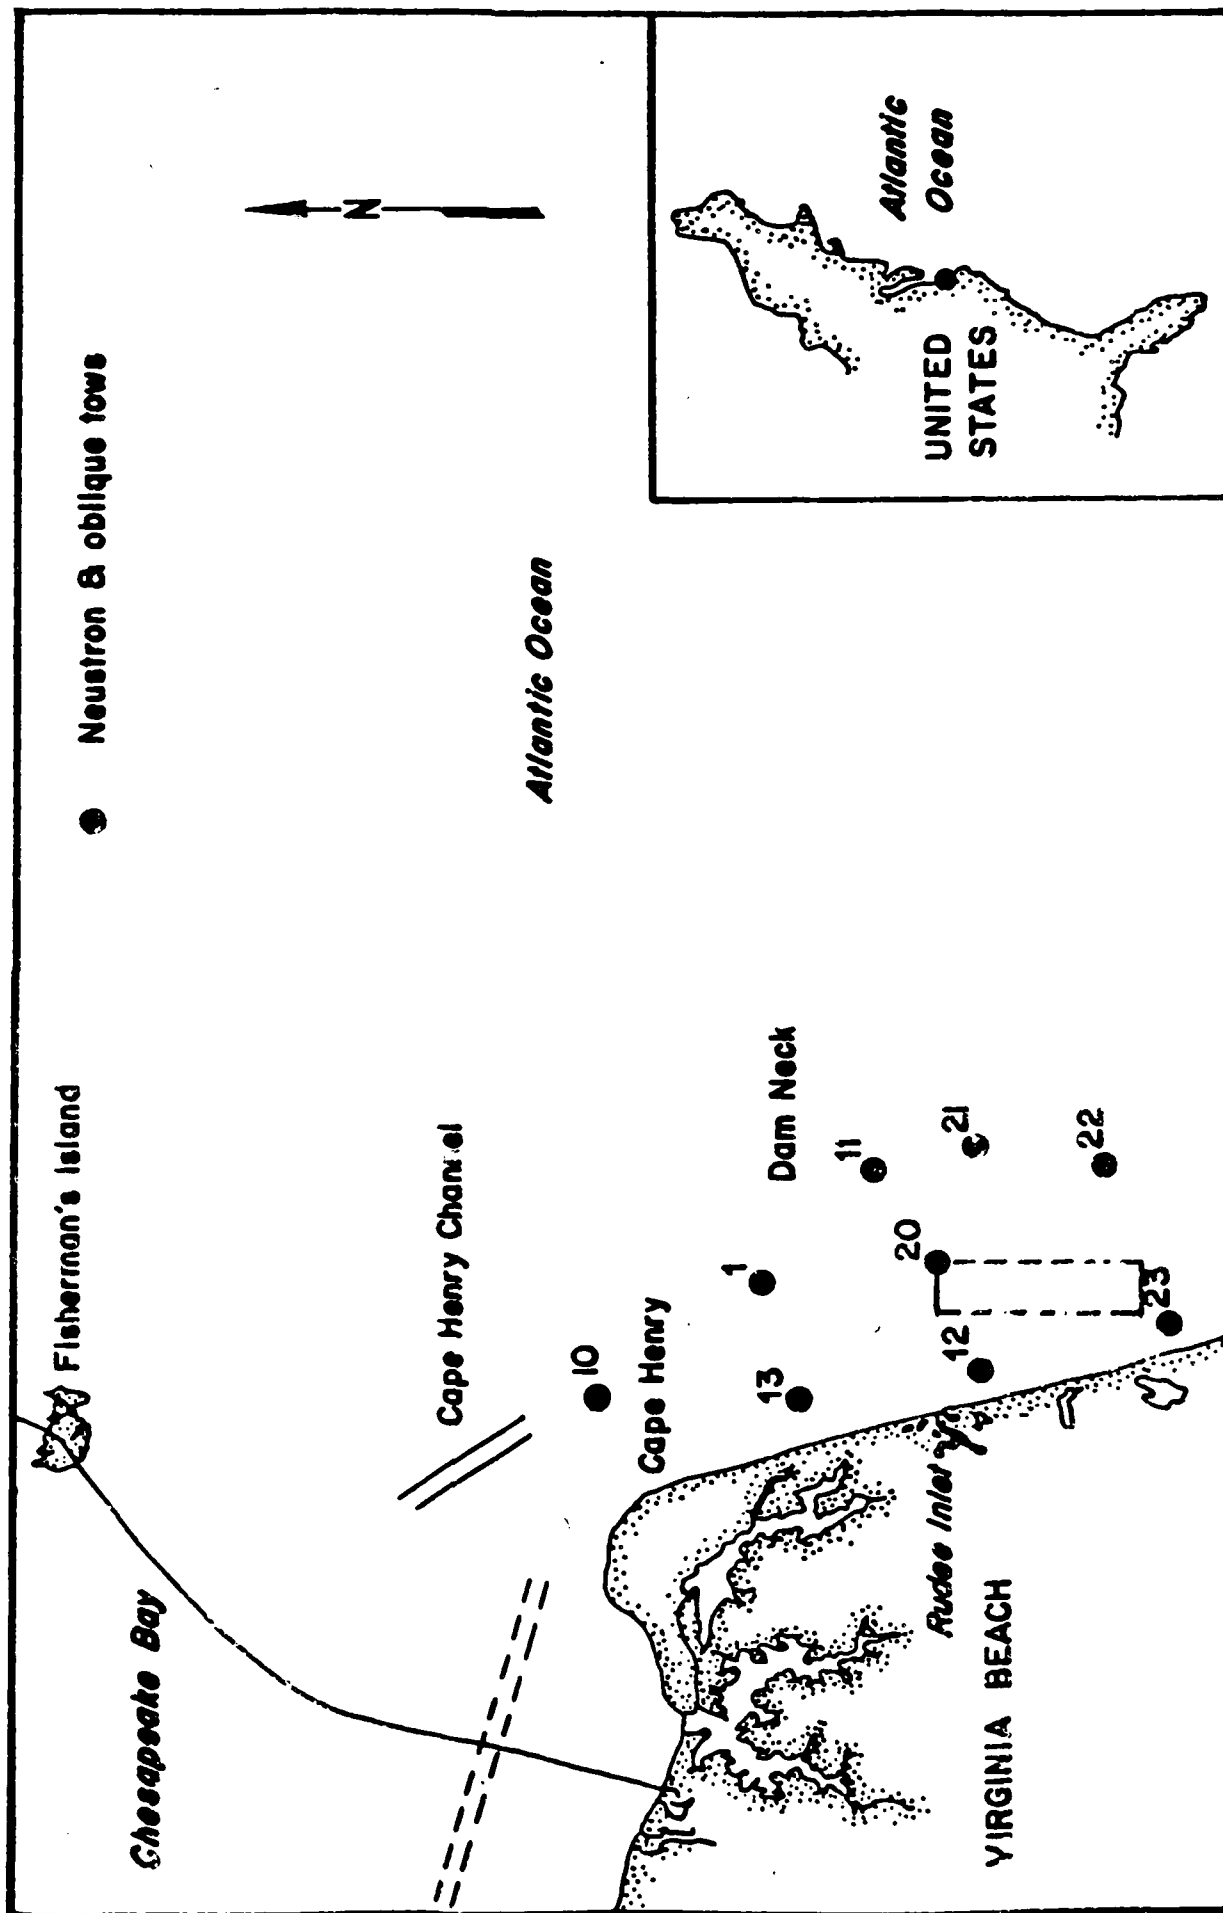 Chesapeake Bay
Fisherman's Island
Neustron & oblique tows
N
Cape Henry Channel
Atlantic Ocean
10
Cape Henry
1
13
Dam Neck
11
20
21
12
22
23
Rudee Inlet
VIRGINIA BEACH
Atlantic
Ocean
UNITED
STATES